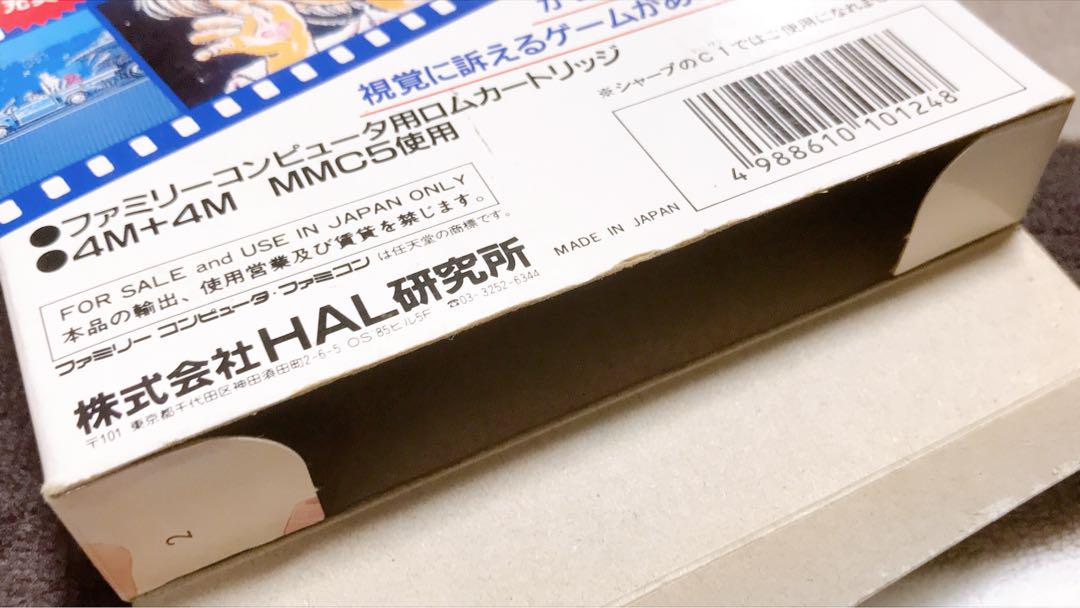 視覚に訴えるゲームが
●ファミリーコンピュータ用ロムカートリッジ
●4M+4M MMC5使用
※シャープのC1ではご使用になれま
4 988610 101248
FOR SALE and USE IN JAPAN ONLY
本品の輸出、使用営業及び賃貸を禁じます。
ファミリーコンピュータ・ファミコンは任天堂の商標です。
MADE IN JAPAN
株式会社HAL研究所
〒101 東京都千代田区神田須田町2-6-5 OS'85ビル5F ☎03-3252-6344
2